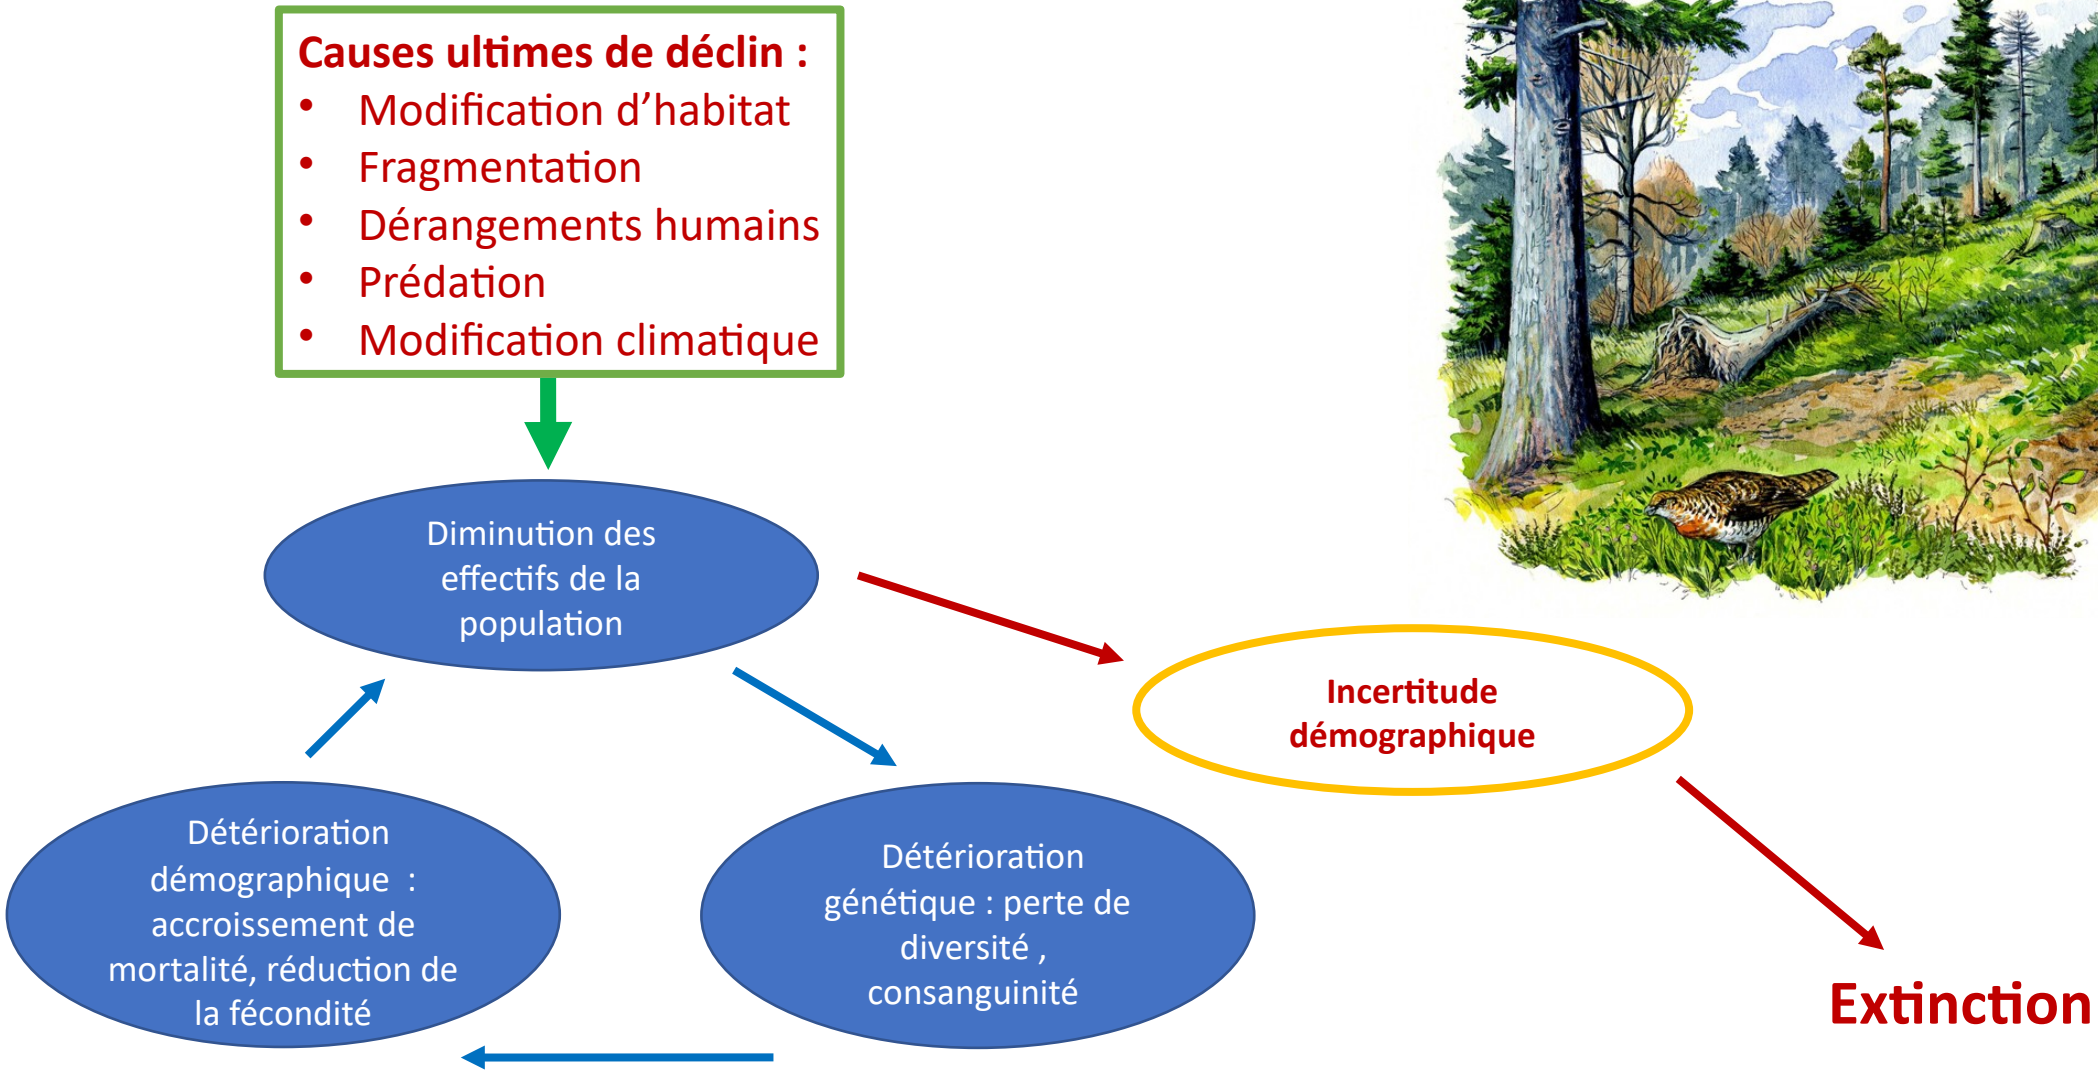 Causes ultimes de déclin :
• Modification d’habitat
• Fragmentation
• Dérangements humains
• Prédation
• Modification climatique
Diminution des
effectifs de la
population
Incertitude
démographique
Détérioration
démographique  :
accroissement de
mortalité, réduction de
la fécondité
Détérioration
génétique : perte de
diversité ,
consanguinité
Extinction